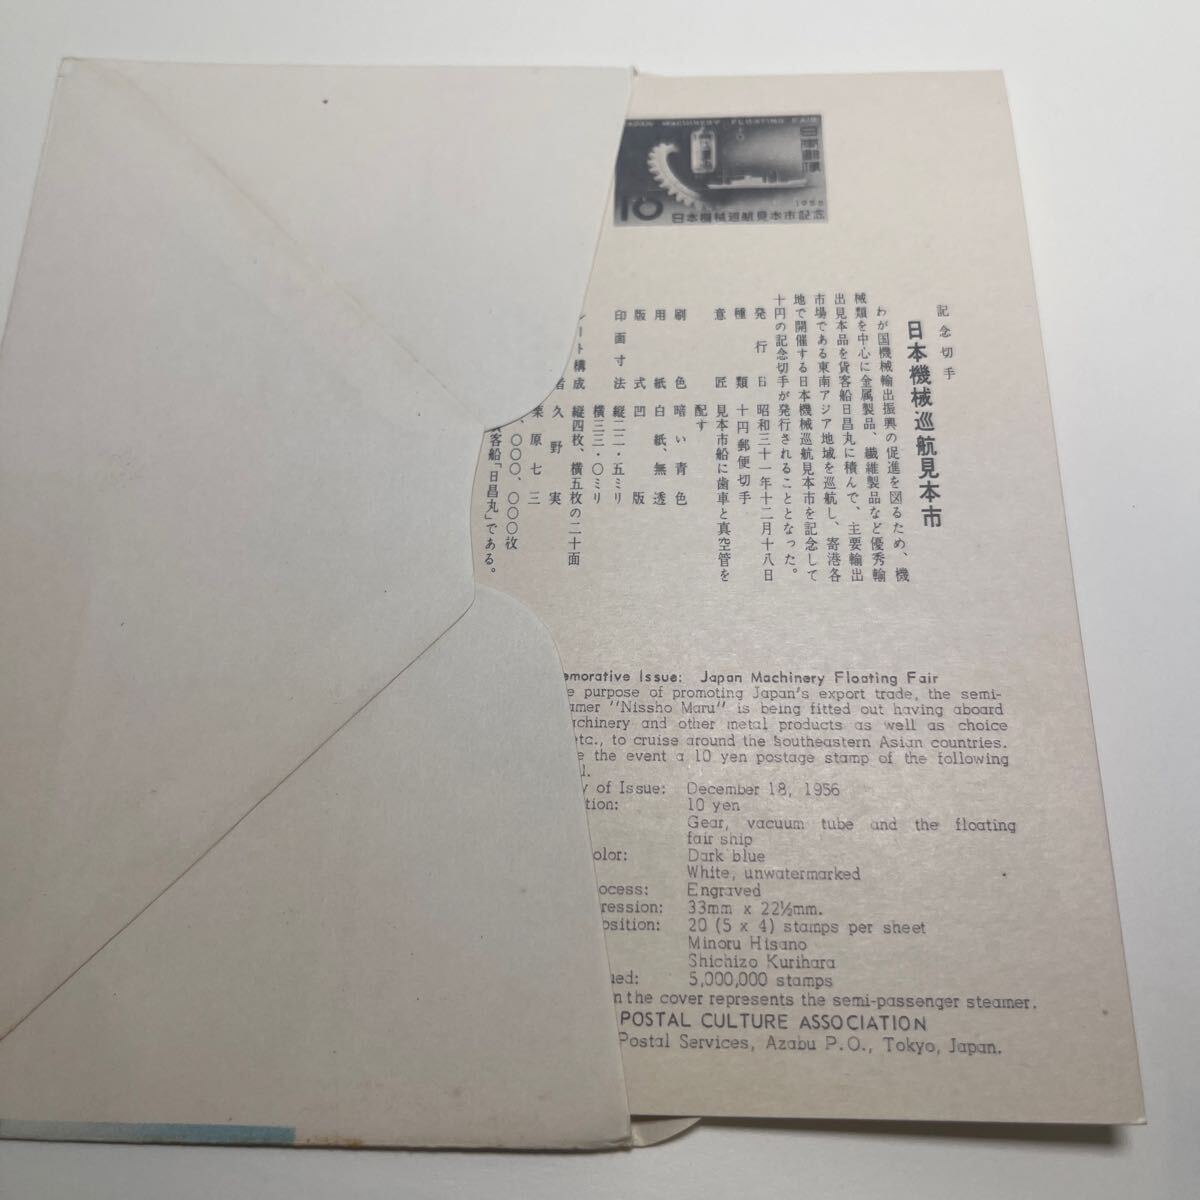 JAPAN MACHINERY FLOATING FAIR
日本郵便
1956
10
日本機械巡航見本市記念
記念切手
日本機械巡航見本市
わが国機械輸出振興の促進を図るため、機
械類を中心に金属製品、繊維製品など優秀輸
出見本品を貨客船日昌丸に積んで、主要輸出
市場である東南アジア地域を巡航し、寄港各
地で開催する日本機械巡航見本市を記念して
十円の記念切手が発行されることとなった。
発行日 昭和三十一年十二月十八日
種類 十円郵便切手
意匠 見本市船に歯車と真空管を
配す
刷色 暗い青色
用紙 白紙、無透
版式 凹版
印面寸法 縦二二・五ミリ
横三三・〇ミリ
シート構成 縦四枚、横五枚の二十面
者 久野実
栗原七三
、〇〇〇、〇〇〇枚
客船「日昌丸」である。
emorative Issue: Japan Machinery Floating Fair
e purpose of promoting Japan's export trade, the semi-
amer "Nissho Maru" is being fitted out having aboard
achinery and other metal products as well as choice
etc., to cruise around the Southeastern Asian countries.
e the event a 10 yen postage stamp of the following
l.
y of Issue: December 18, 1956
tion: 10 yen
Gear, vacuum tube and the floating
fair ship
olor: Dark blue
White, unwatermarked
ocess: Engraved
ression: 33mm x 22½mm.
osition: 20 (5 x 4) stamps per sheet
Minoru Hisano
Shichizo Kurihara
ued: 5,000,000 stamps
n the cover represents the semi-passenger steamer.
POSTAL CULTURE ASSOCIATION
Postal Services, Azabu P.O., Tokyo, Japan.